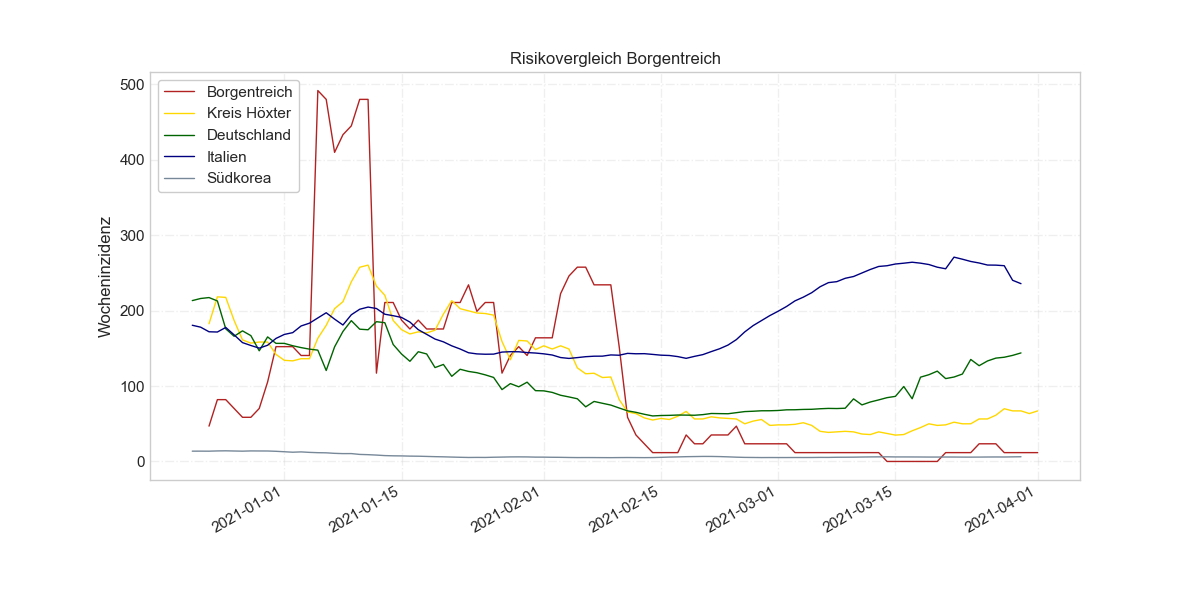 Risikovergleich Borgentreich
Wocheninzidenz
500
400
300
200
100
0
Borgentreich
Kreis Höxter
Deutschland
Italien
Südkorea
2021-01-01
2021-01-15
2021-02-01
2021-02-15
2021-03-01
2021-03-15
2021-04-01